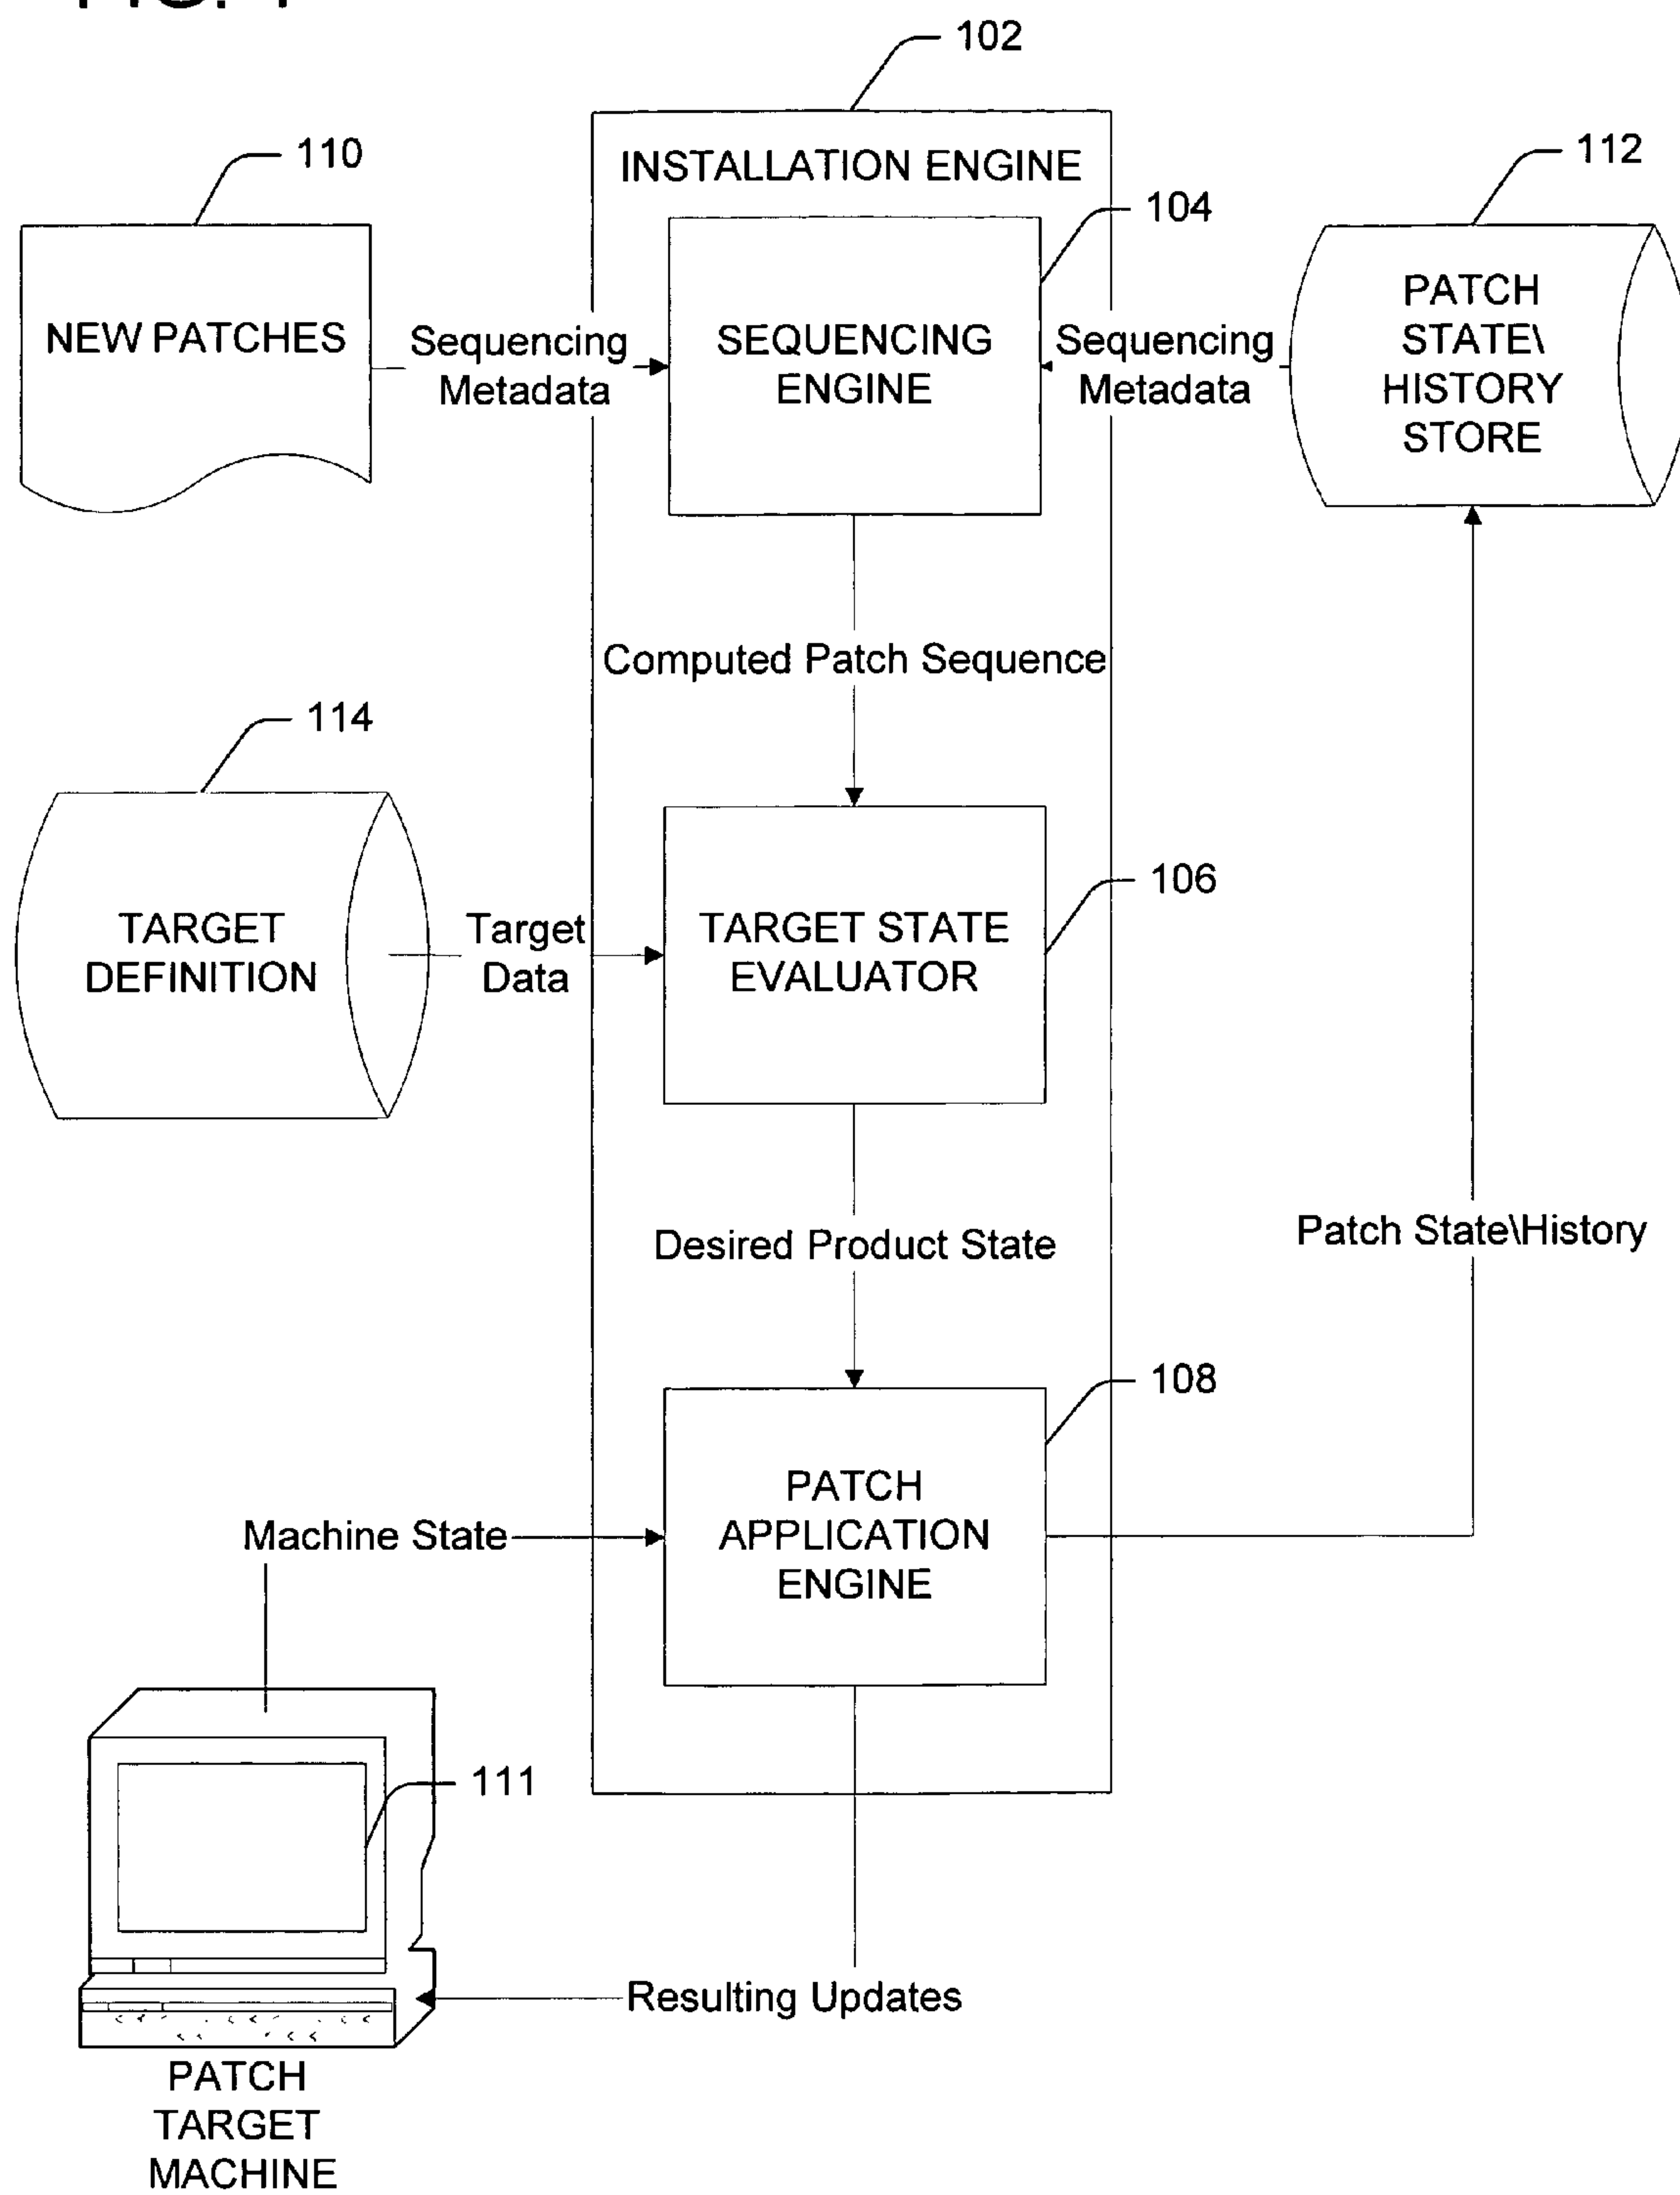 FIG. 1
102
110
INSTALLATION ENGINE
112
104
NEW PATCHES
Sequencing
Metadata
SEQUENCING
ENGINE
Sequencing
Metadata
PATCH
STATE\
HISTORY
STORE
Computed Patch Sequence
114
106
TARGET
DEFINITION
Target
Data
TARGET STATE
EVALUATOR
Desired Product State
Patch State\History
108
PATCH
APPLICATION
ENGINE
Machine State
111
Resulting Updates
PATCH
TARGET
MACHINE